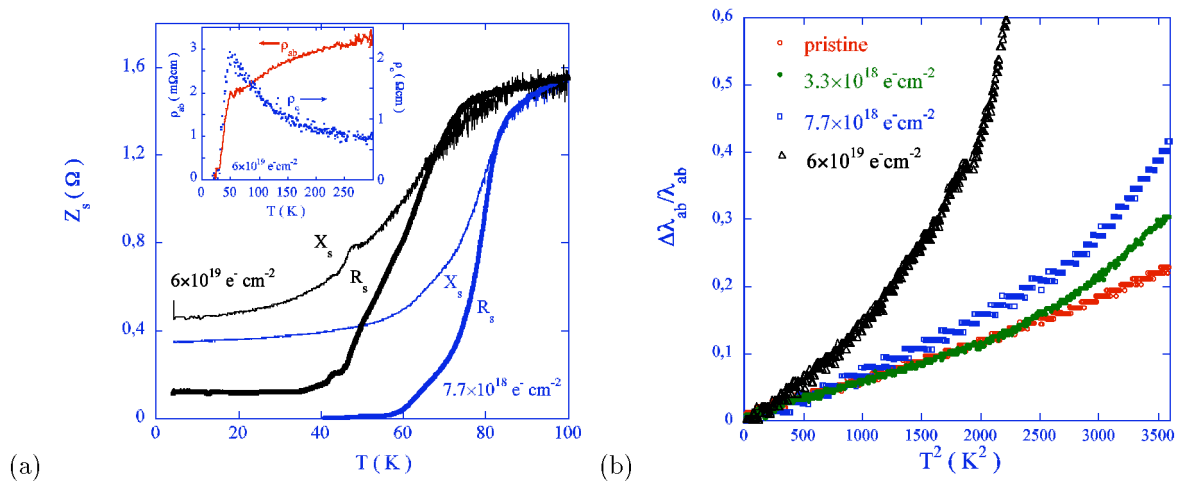 1,6
1,2
0,8
0,4
0
Z_s ( Ω )
0 20 40 60 80 100
T ( K )
6×10^19 e^- cm^-2
X_s
R_s
X_s
R_s
7.7×10^18 e^-cm^-2
ρ_ab
ρ_c
ρ_ab ( mΩcm )
4
3
2
1
0
ρ_c (Ωcm)
2
1
0
6×10^19 e^-cm^-2
0 50 100 150 200 250
T ( K )
(a)
0,6
0,5
0,4
0,3
0,2
0,1
0
Δλ_ab/λ_ab
pristine
3.3×10^18 e^-cm^-2
7.7×10^18 e^-cm^-2
6×10^19 e^-cm^-2
0 500 1000 1500 2000 2500 3000 3500
T^2 ( K^2 )
(b)